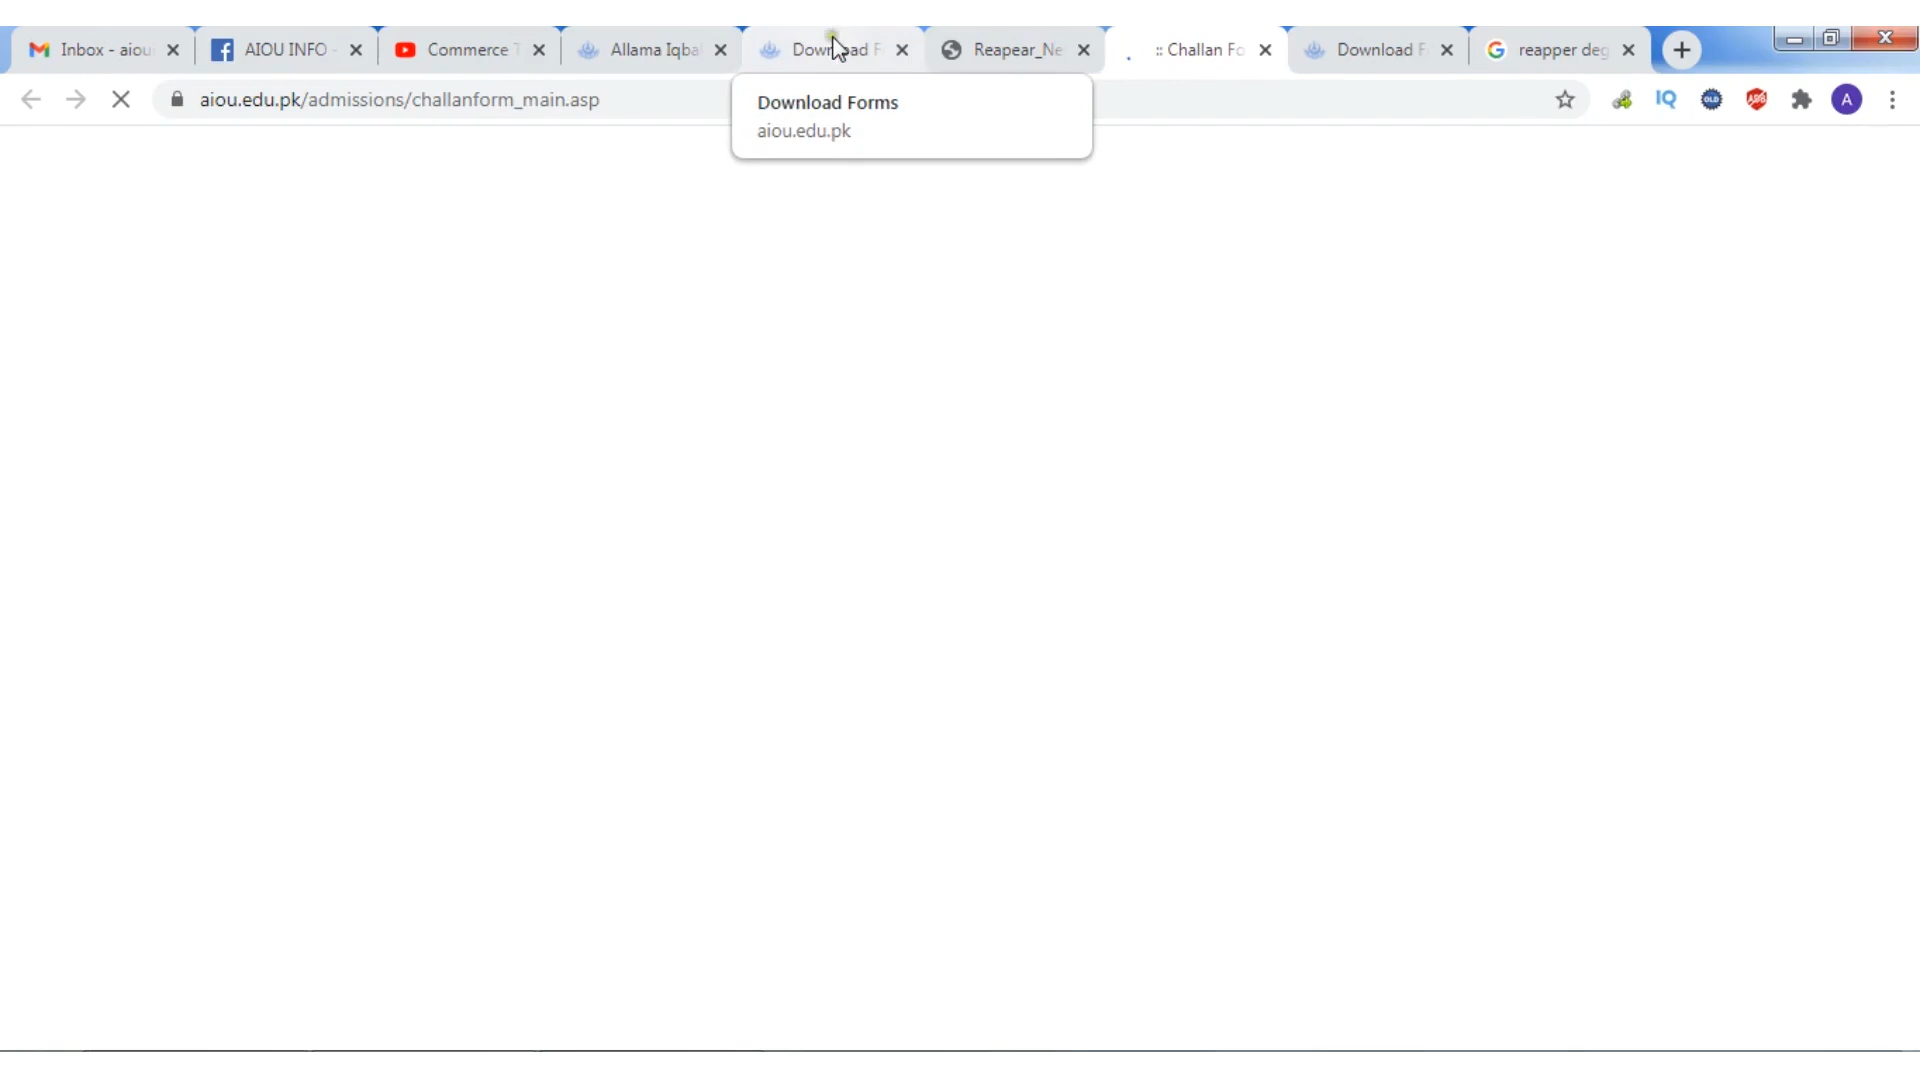 Inbox - aiou
AIOU INFO -
Commerce T
Allama Iqba
Download F
Reapear_Ne
:: Challan Fo
Download F
reapper deg
aiou.edu.pk/admissions/challanform_main.asp
IQ
OLD
A
Download Forms
aiou.edu.pk